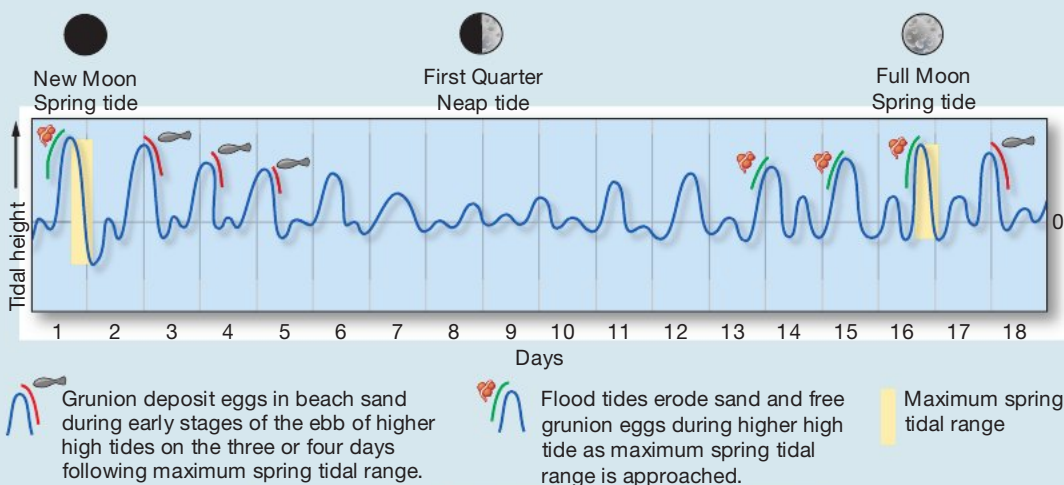 New Moon
Spring tide
First Quarter
Neap tide
Full Moon
Spring tide
Tidal height
0
1 2 3 4 5 6 7 8 9 10 11 12 13 14 15 16 17 18
Days
Grunion deposit eggs in beach sand
during early stages of the ebb of higher
high tides on the three or four days
following maximum spring tidal range.
Flood tides erode sand and free
grunion eggs during higher high
tide as maximum spring tidal
range is approached.
Maximum spring
tidal range